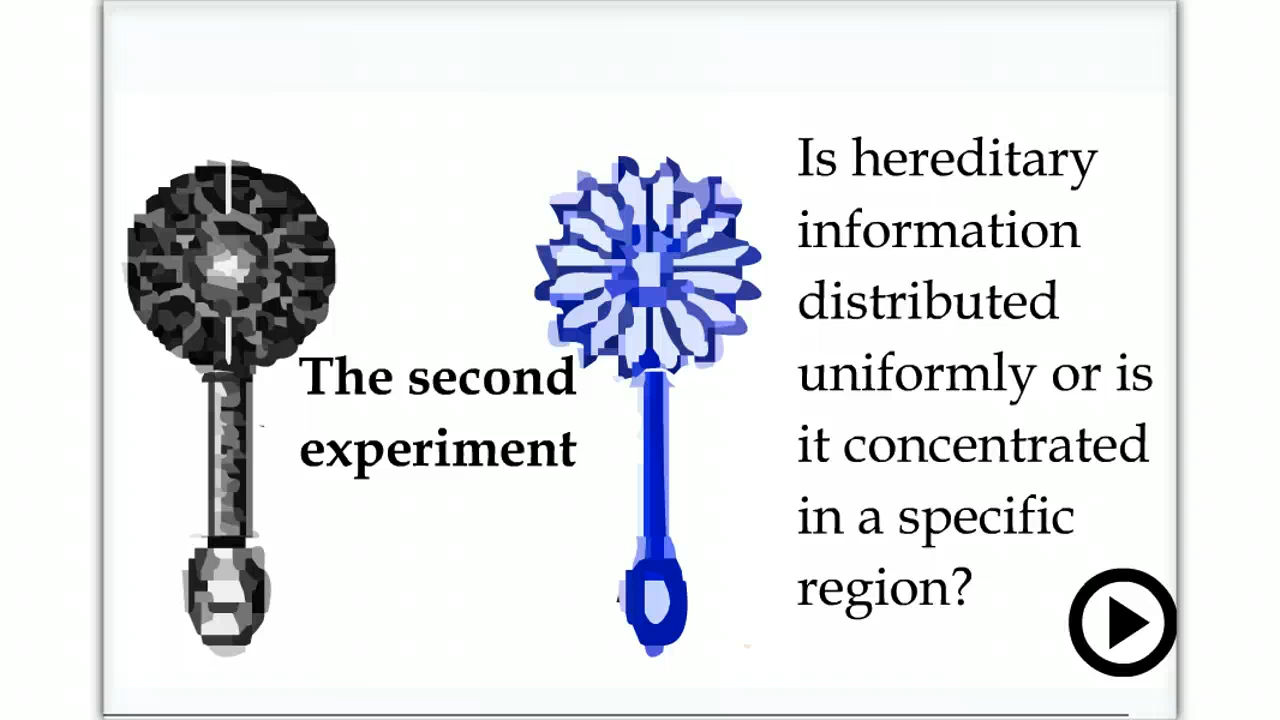 The second
experiment
Is hereditary
information
distributed
uniformly or is
it concentrated
in a specific
region?